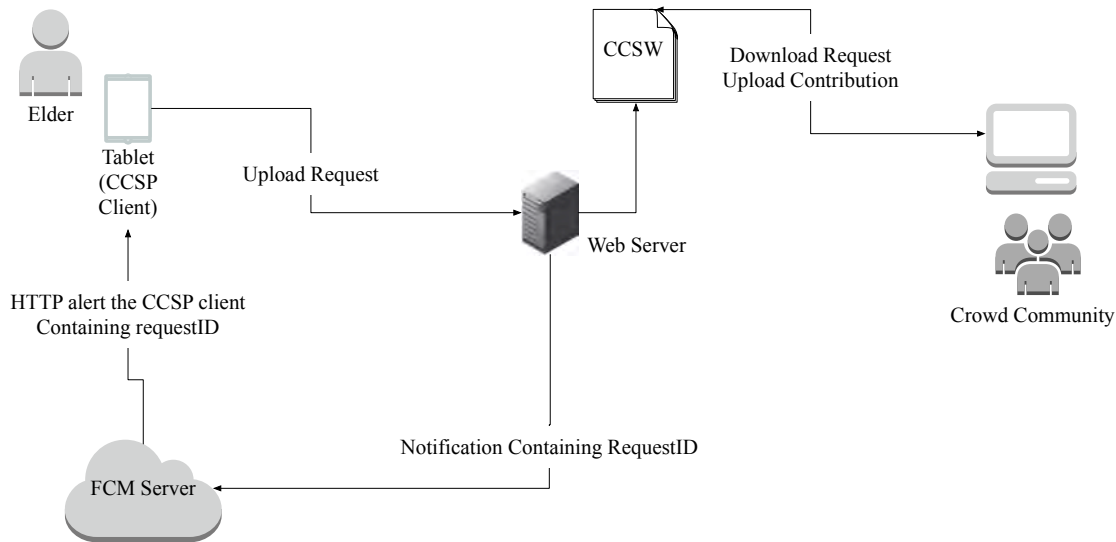 CCSW
Download Request
Upload Contribution
Elder
Tablet
(CCSP
Client)
Upload Request
Web Server
HTTP alert the CCSP client
Containing requestID
Crowd Community
Notification Containing RequestID
FCM Server